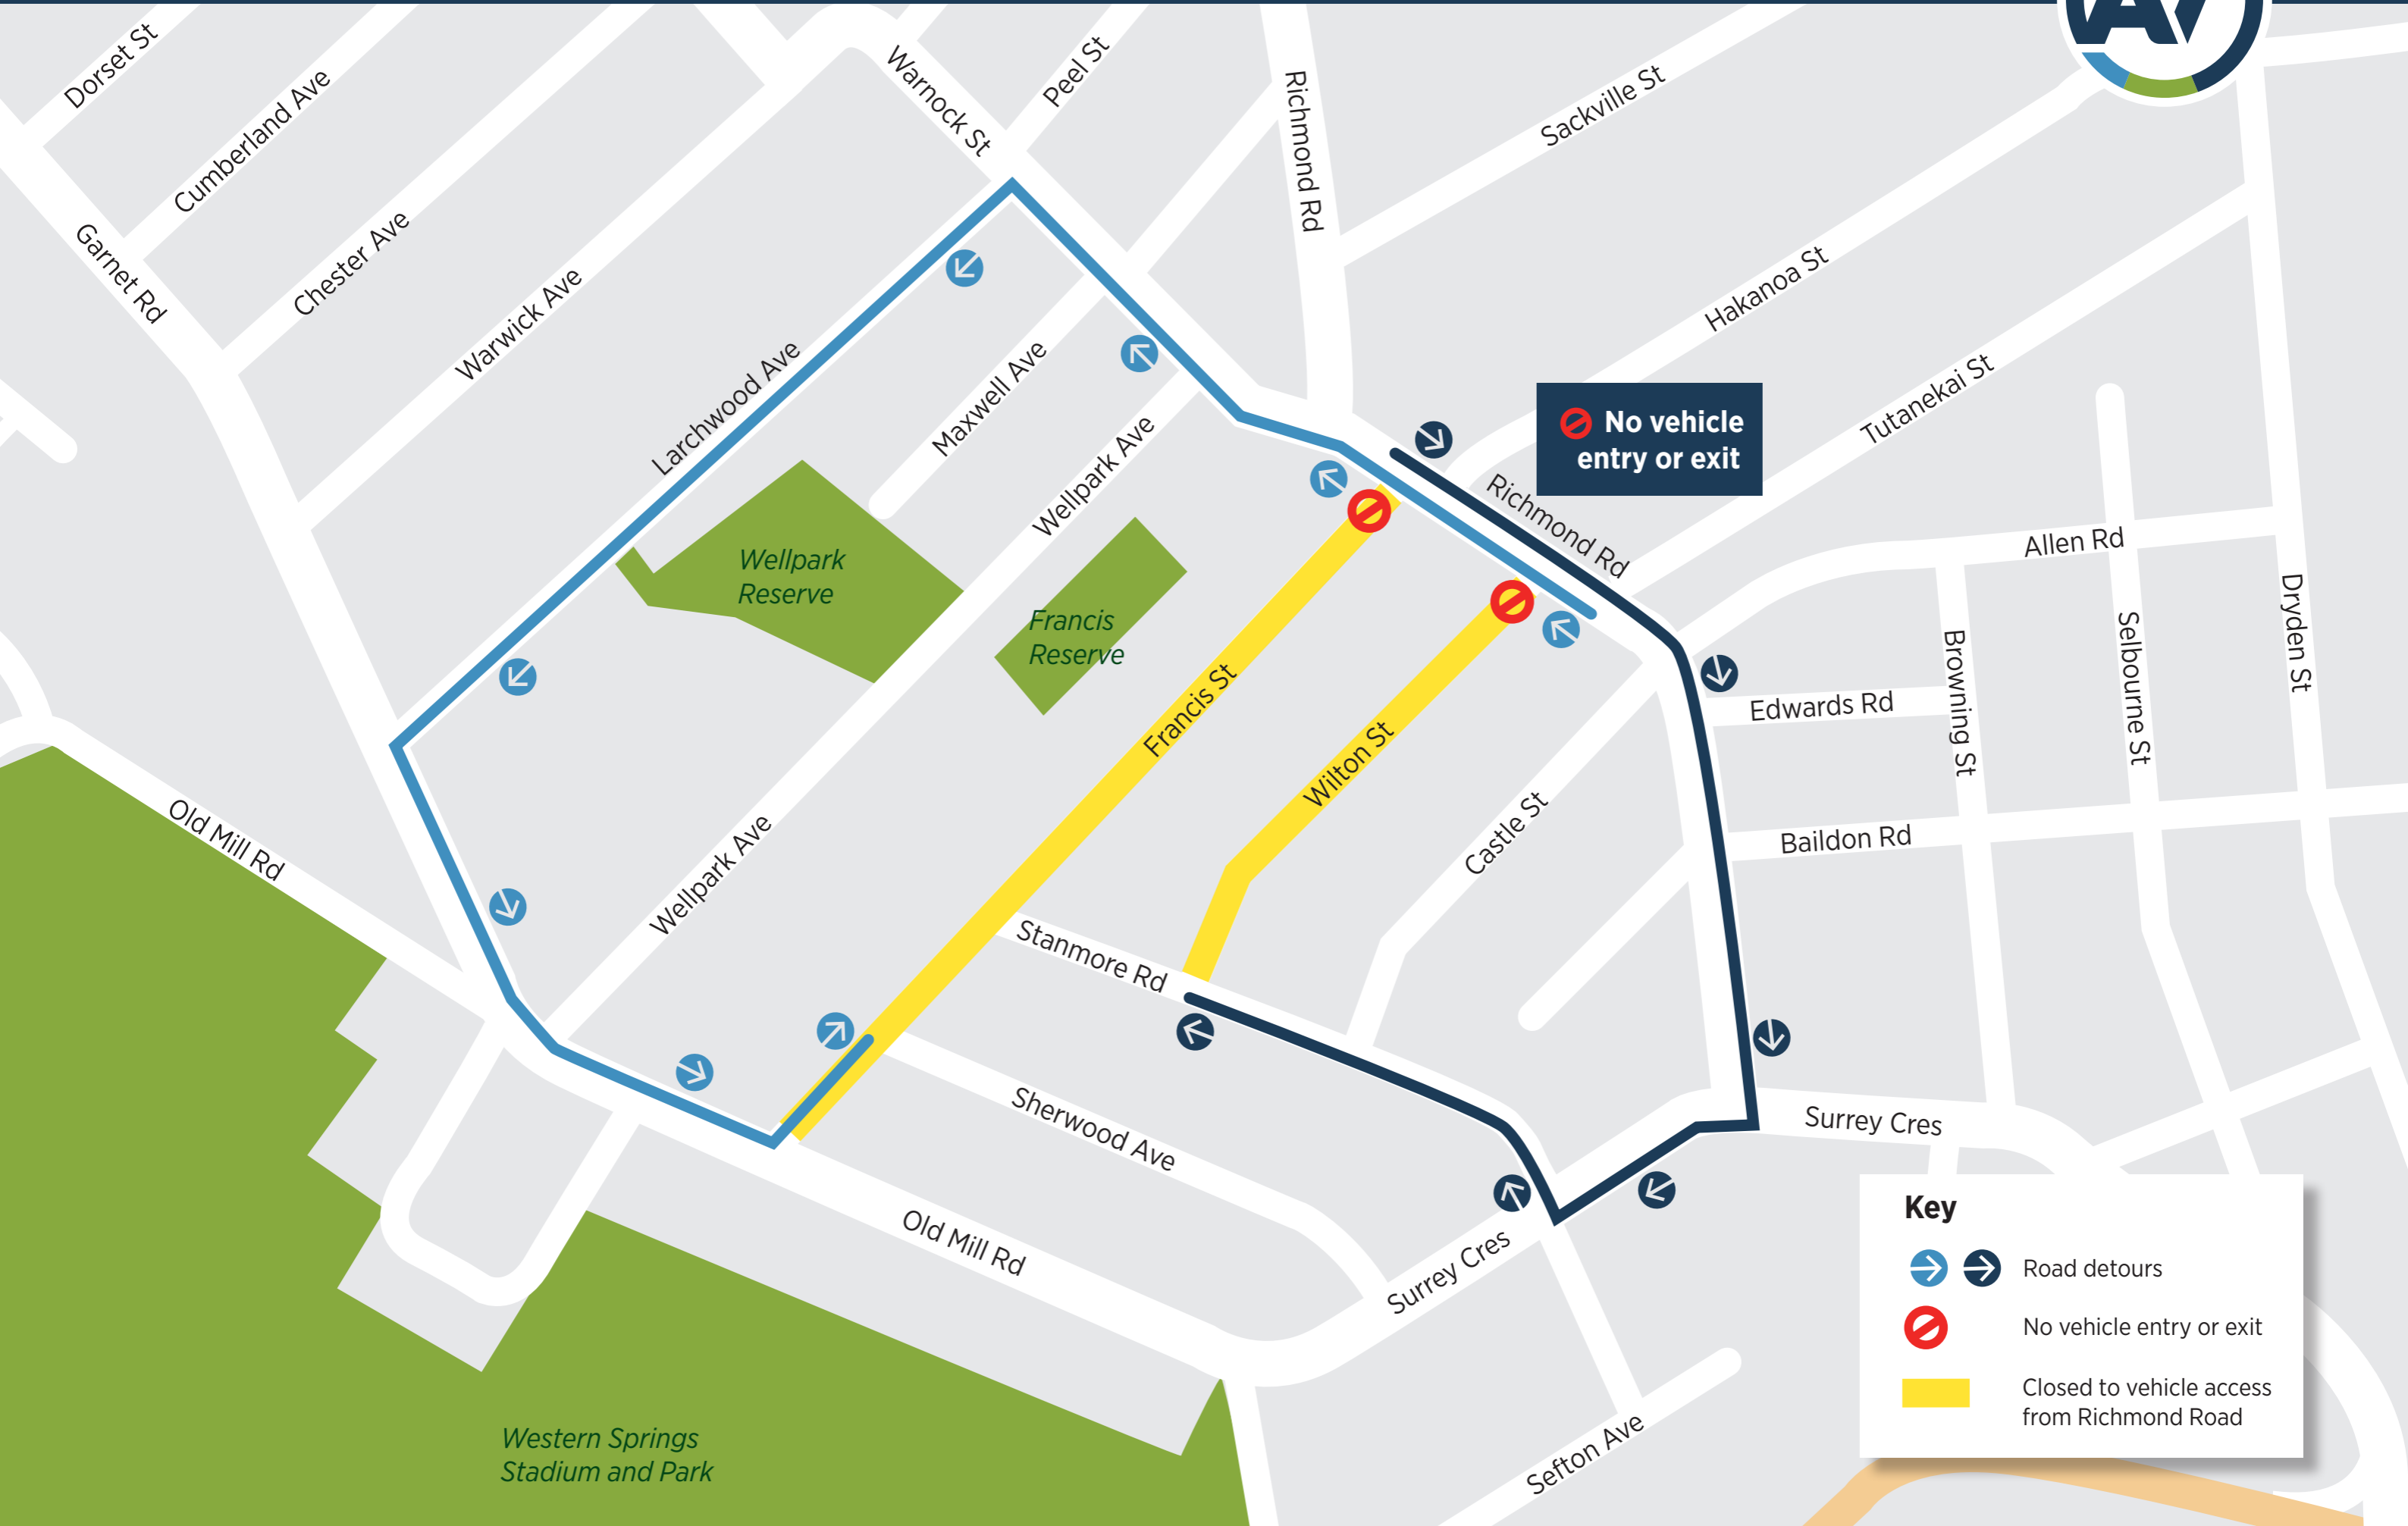 Dorset St
Cumberland Ave
Chester Ave
Garnet Rd
Warwick Ave
Larchwood Ave
Warnock St
Peel St
Richmond Rd
Sackville St
Hakanoa St
Tutanekai St
Maxwell Ave
Wellpark Ave
No vehicle
entry or exit
Richmond Rd
Allen Rd
Dryden St
Selbourne St
Browning St
Edwards Rd
Baildon Rd
Wellpark
Reserve
Francis
Reserve
Francis St
Wilton St
Castle St
Old Mill Rd
Wellpark Ave
Stanmore Rd
Sherwood Ave
Old Mill Rd
Surrey Cres
Surrey Cres
Sefton Ave
Western Springs
Stadium and Park
Key
Road detours
No vehicle entry or exit
Closed to vehicle access
from Richmond Road